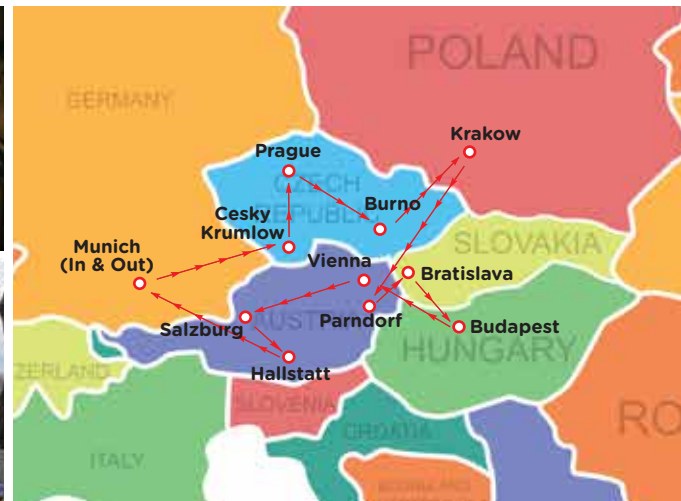 POLAND
GERMANY
Krakow
Prague
CZECH
REPUBLIC
Burno
Cesky
Krumlow
SLOVAKIA
Munich
(In & Out)
Vienna
Bratislava
Salzburg
AUST
Parndorf
Budapest
HUNGARY
ZERLAND
Hallstatt
SLOVENIA
CROATIA
RO
ITALY